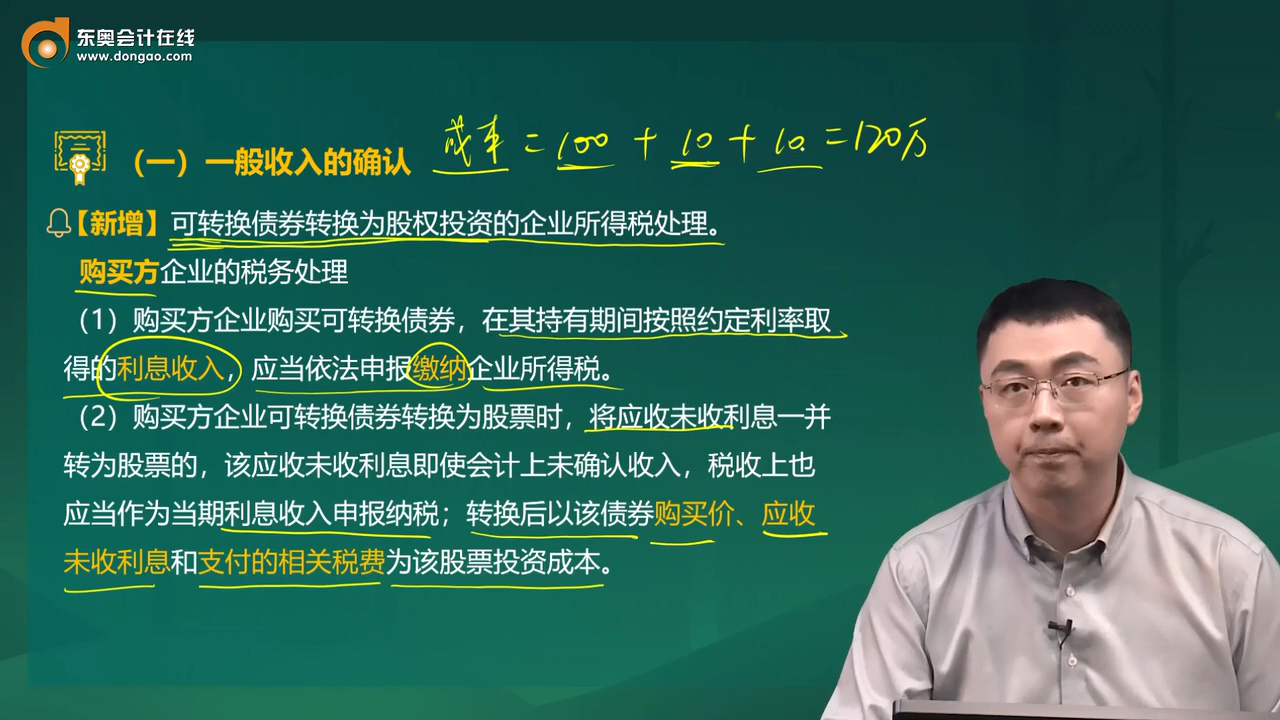 东奥会计在线
www.dongao.com
成本 = 100 + 10 + 10 = 120万
（一）一般收入的确认
【新增】可转换债券转换为股权投资的企业所得税处理。
购买方企业的税务处理
（1）购买方企业购买可转换债券，在其持有期间按照约定利率取
得的利息收入，应当依法申报缴纳企业所得税。
（2）购买方企业可转换债券转换为股票时，将应收未收利息一并
转为股票的，该应收未收利息即使会计上未确认收入，税收上也
应当作为当期利息收入申报纳税；转换后以该债券购买价、应收
未收利息和支付的相关税费为该股票投资成本。